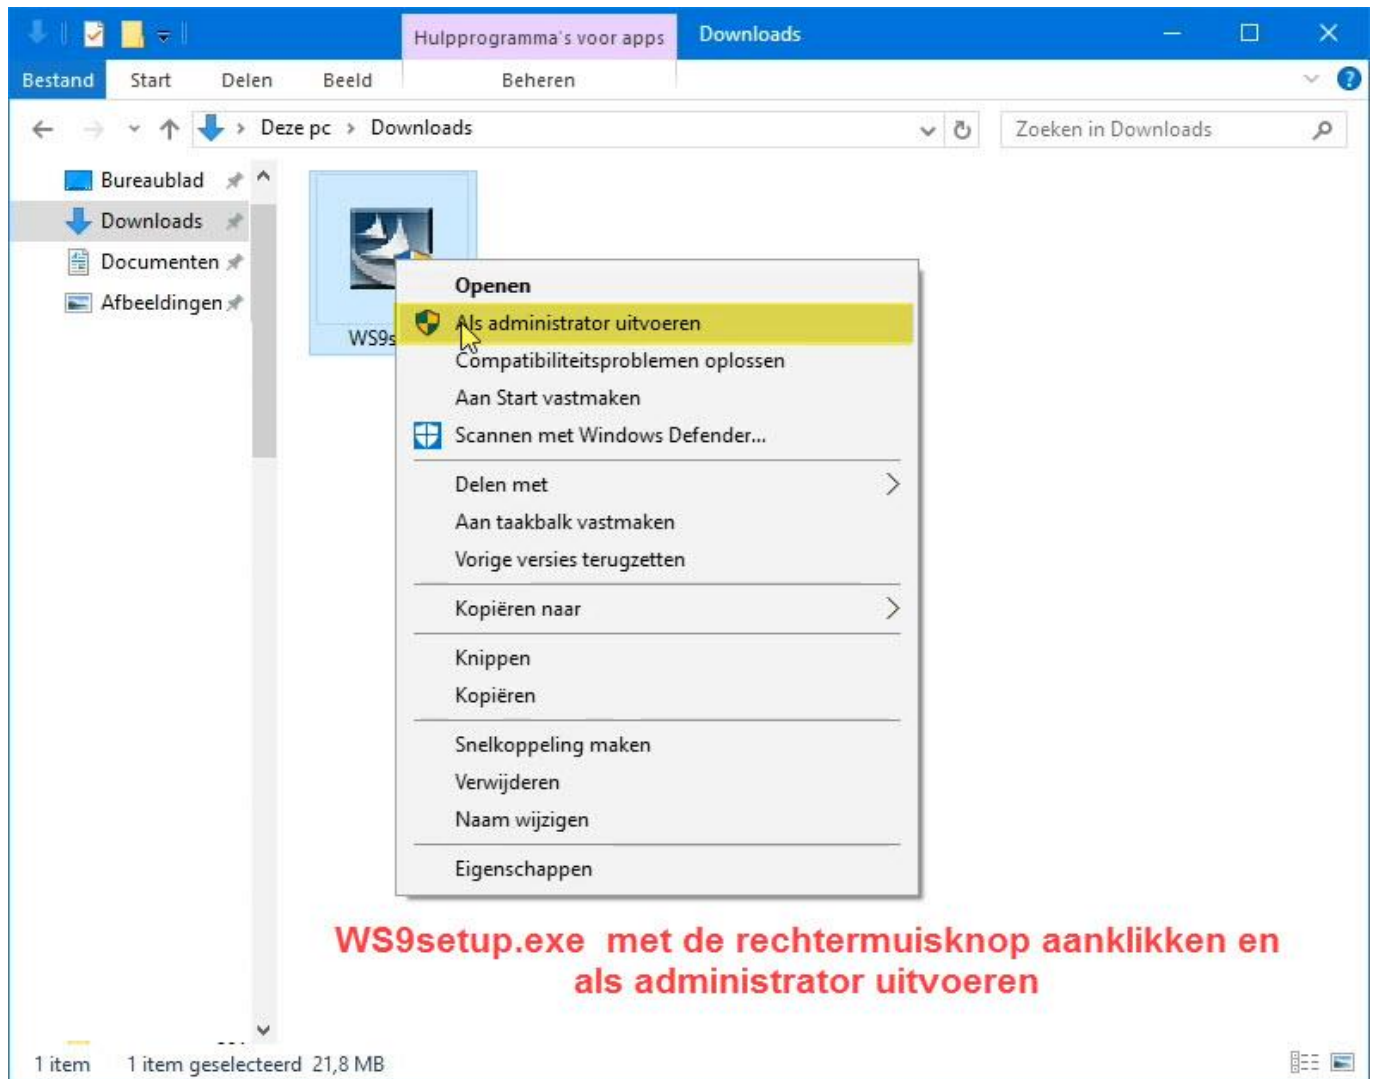 Hulpprogramma's voor apps
Downloads
Bestand
Start
Delen
Beeld
Beheren
Deze pc
Downloads
Zoeken in Downloads
Bureaublad
Downloads
Documenten
Afbeeldingen
WS9s
Openen
Als administrator uitvoeren
Compatibiliteitsproblemen oplossen
Aan Start vastmaken
Scannen met Windows Defender...
Delen met
Aan taakbalk vastmaken
Vorige versies terugzetten
Kopiëren naar
Knippen
Kopiëren
Snelkoppeling maken
Verwijderen
Naam wijzigen
Eigenschappen
WS9setup.exe met de rechtermuisknop aanklikken en
als administrator uitvoeren
1 item
1 item geselecteerd 21,8 MB